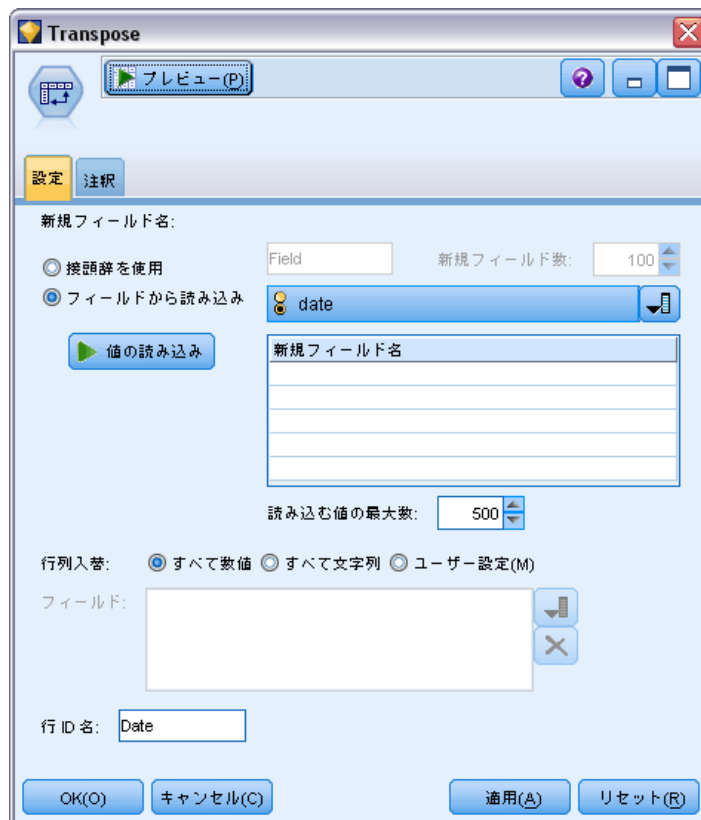 Transpose
プレビュー(P)
設定 注釈
新規フィールド名:
接頭辞を使用 Field 新規フィールド数: 100
フィールドから読み込み date
値の読み込み 新規フィールド名
読み込む値の最大数: 500
行列入替: すべて数値 すべて文字列 ユーザー設定(M)
フィールド:
行 ID 名: Date
OK(O) キャンセル(C) 適用(A) リセット(R)